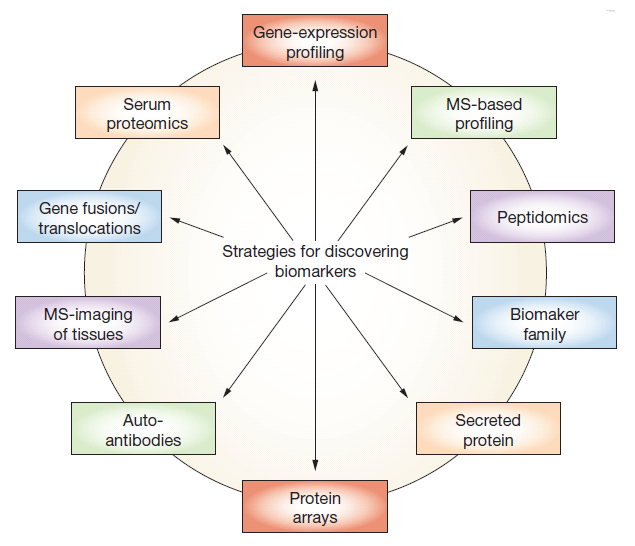 Gene-expression
profiling
Serum
proteomics
MS-based
profiling
Gene fusions/
translocations
Peptidomics
Strategies for discovering
biomarkers
MS-imaging
of tissues
Biomaker
family
Auto-
antibodies
Secreted
protein
Protein
arrays